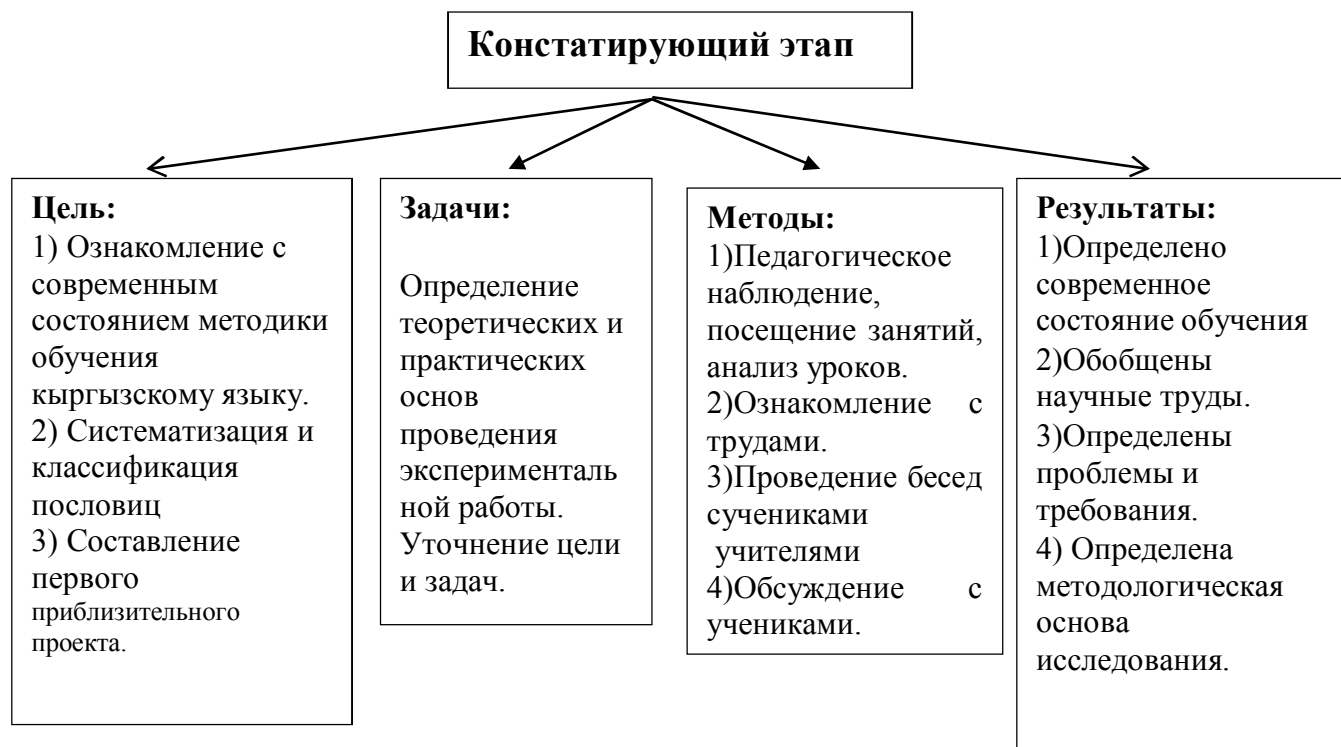 Констатирующий этап
Цель:
1) Ознакомление с
современным
состоянием методики
обучения
кыргызскому языку.
2) Систематизация и
классификация
пословиц
3) Составление
первого
приблизительного
проекта.
Задачи:
Определение
теоретических и
практических
основ
проведения
эксперименталь
ной работы.
Уточнение цели
и задач.
Методы:
1)Педагогическое
наблюдение,
посещение занятий,
анализ уроков.
2)Ознакомление с
трудами.
3)Проведение бесед
сучениками
учителями
4)Обсуждение с
учениками.
Результаты:
1)Определено
современное
состояние обучения
2)Обобщены
научные труды.
3)Определены
проблемы и
требования.
4) Определена
методологическая
основа
исследования.